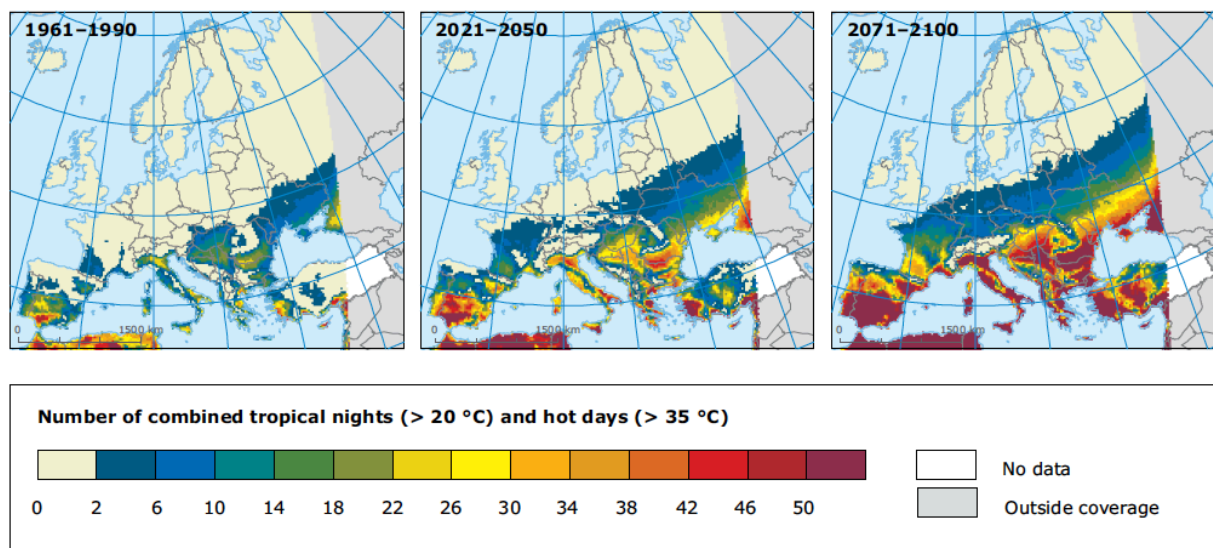 1961–1990
2021–2050
2071–2100
0 1500 km
0 1500 km
0 1500 km
Number of combined tropical nights (> 20 °C) and hot days (> 35 °C)
0 2 6 10 14 18 22 26 30 34 38 42 46 50
No data
Outside coverage